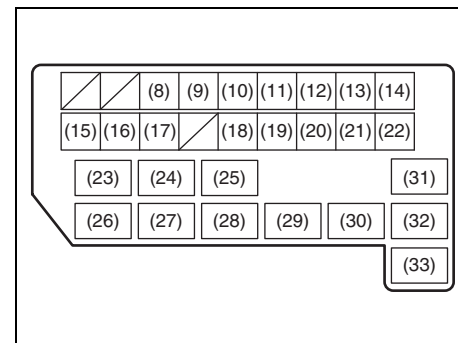 (8) (9) (10) (11) (12) (13) (14)
(15) (16) (17) (18) (19) (20) (21) (22)
(23) (24) (25) (31)
(26) (27) (28) (29) (30) (32)
(33)